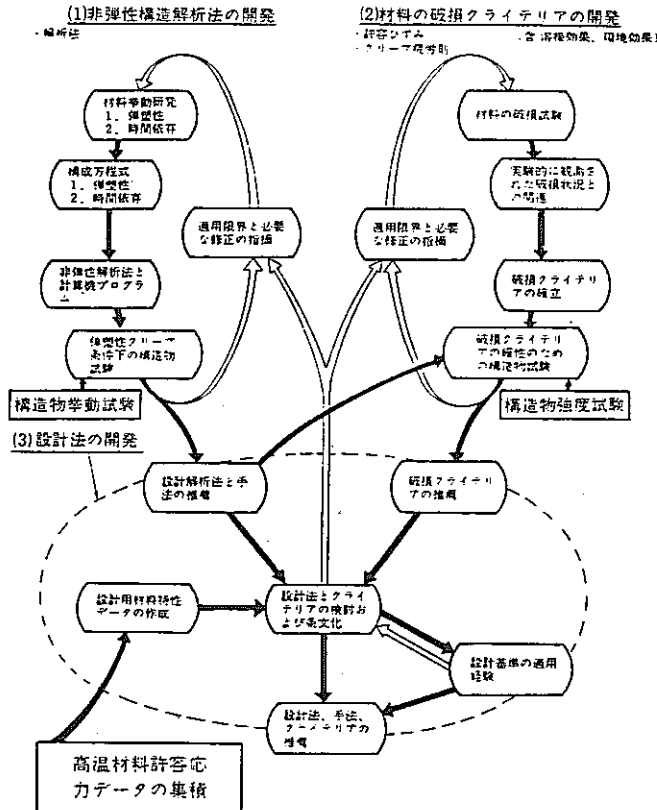 (1)非弾性構造解析法の開発
・解析法
(2)材料の破損クライテリアの開発
・許容ひずみ
・クリープ疲労則
・含 溶接効果、環境効果
材料挙動研究
1. 弾塑性
2. 時間依存
構成方程式
1. 弾塑性
2. 時間依存
非弾性解析法と
計算機プログラ
ム
弾塑性クリープ
条件下の構造物
試験
構造物挙動試験
適用限界と必要
な修正の指摘
適用限界と必要
な修正の指摘
材料の破損試験
実験的に観測さ
れた破損状況と
の関連
破損クライテリ
アの確立
破損クライテリ
アの確性のため
の構造物試験
構造物強度試験
(3)設計法の開発
設計解析法と手
法の推薦
破損クライテリ
アの推薦
設計用材料特性
データの作成
設計法とクライ
テリアの検討お
よび条文化
設計基準の適用
経験
設計法、手法、
クライテリアの
推薦
高温材料許容応
力データの集積